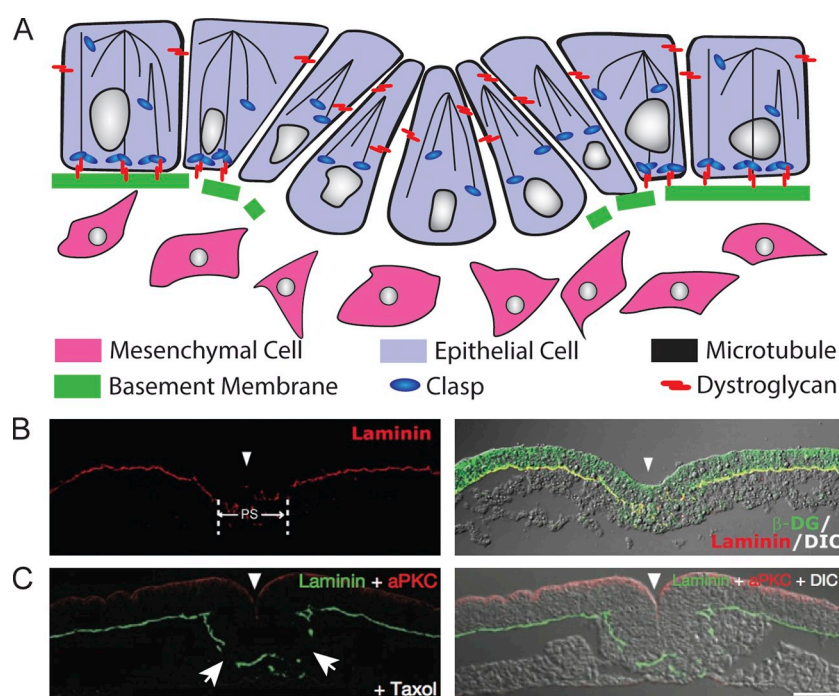 A
Mesenchymal Cell
Epithelial Cell
Microtubule
Basement Membrane
Clasp
Dystroglycan
B
Laminin
PS
β-DG/
Laminin/DIC
C
Laminin + aPKC
+ Taxol
Laminin + aPKC + DIC